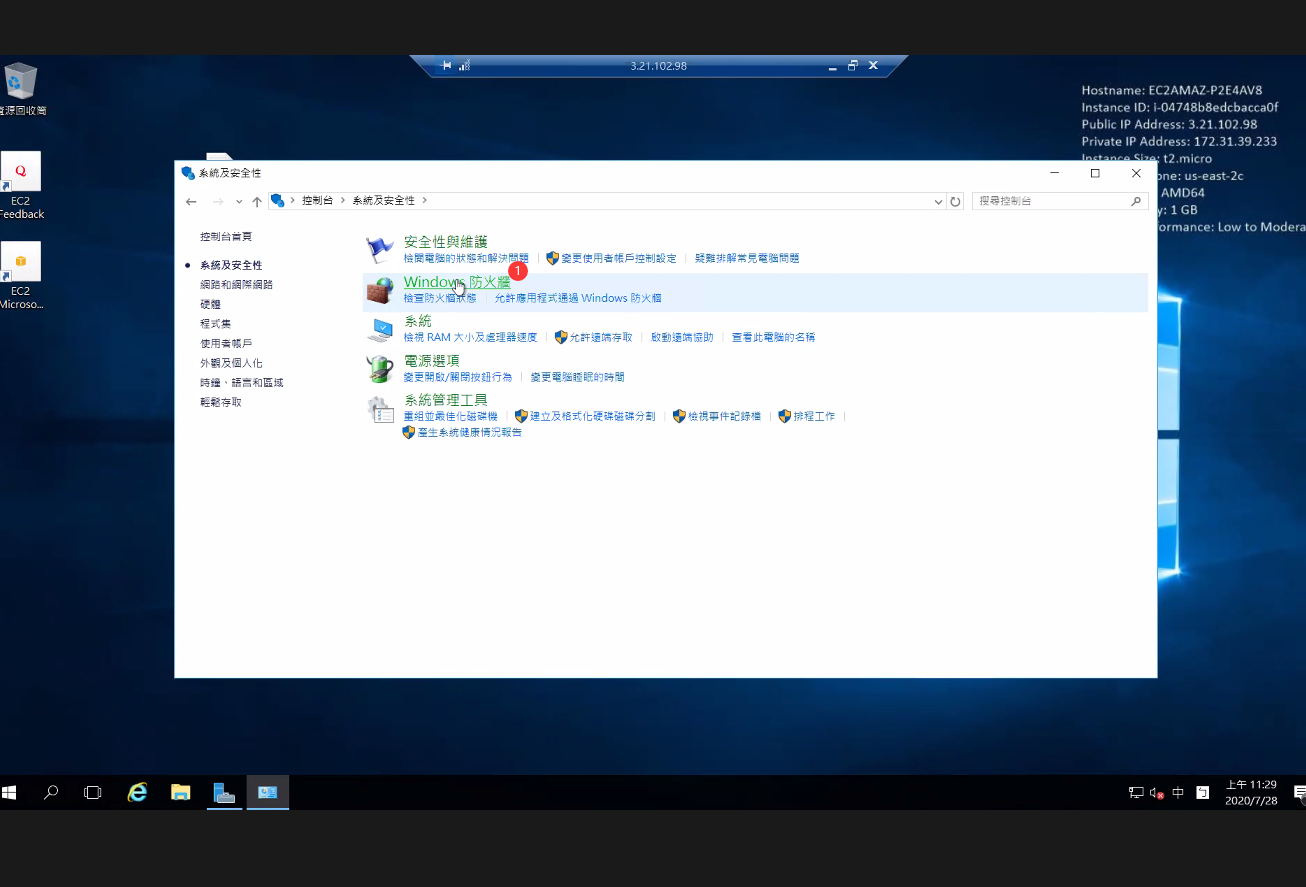 3.21.102.98
Hostname: EC2AMAZ-P2E4AV8
Instance ID: i-04748b8edcbacca0f
Public IP Address: 3.21.102.98
Private IP Address: 172.31.39.233
Instance Size: t2.micro
one: us-east-2c
AMD64
y: 1 GB
ormance: Low to Modera
資源回收筒
Q
EC2
Feedback
EC2
Microso...
系統及安全性
控制台 系統及安全性
搜尋控制台
控制台首頁
系統及安全性
網路和網際網路
硬體
程式集
使用者帳戶
外觀及個人化
時鐘、語言和區域
輕鬆存取
安全性與維護
檢閱電腦的狀態和解決問題 變更使用者帳戶控制設定 疑難排解常見電腦問題
1
Windows 防火牆
檢查防火牆狀態 允許應用程式通過 Windows 防火牆
系統
檢視 RAM 大小及處理器速度 允許遠端存取 啟動遠端協助 查看此電腦的名稱
電源選項
變更開啟/關閉按鈕行為 變更電腦睡眠的時間
系統管理工具
重組並最佳化磁碟機 建立及格式化硬碟磁碟分割 檢視事件記錄檔 排程工作
產生系統健康情況報告
中
上午 11:29
2020/7/28